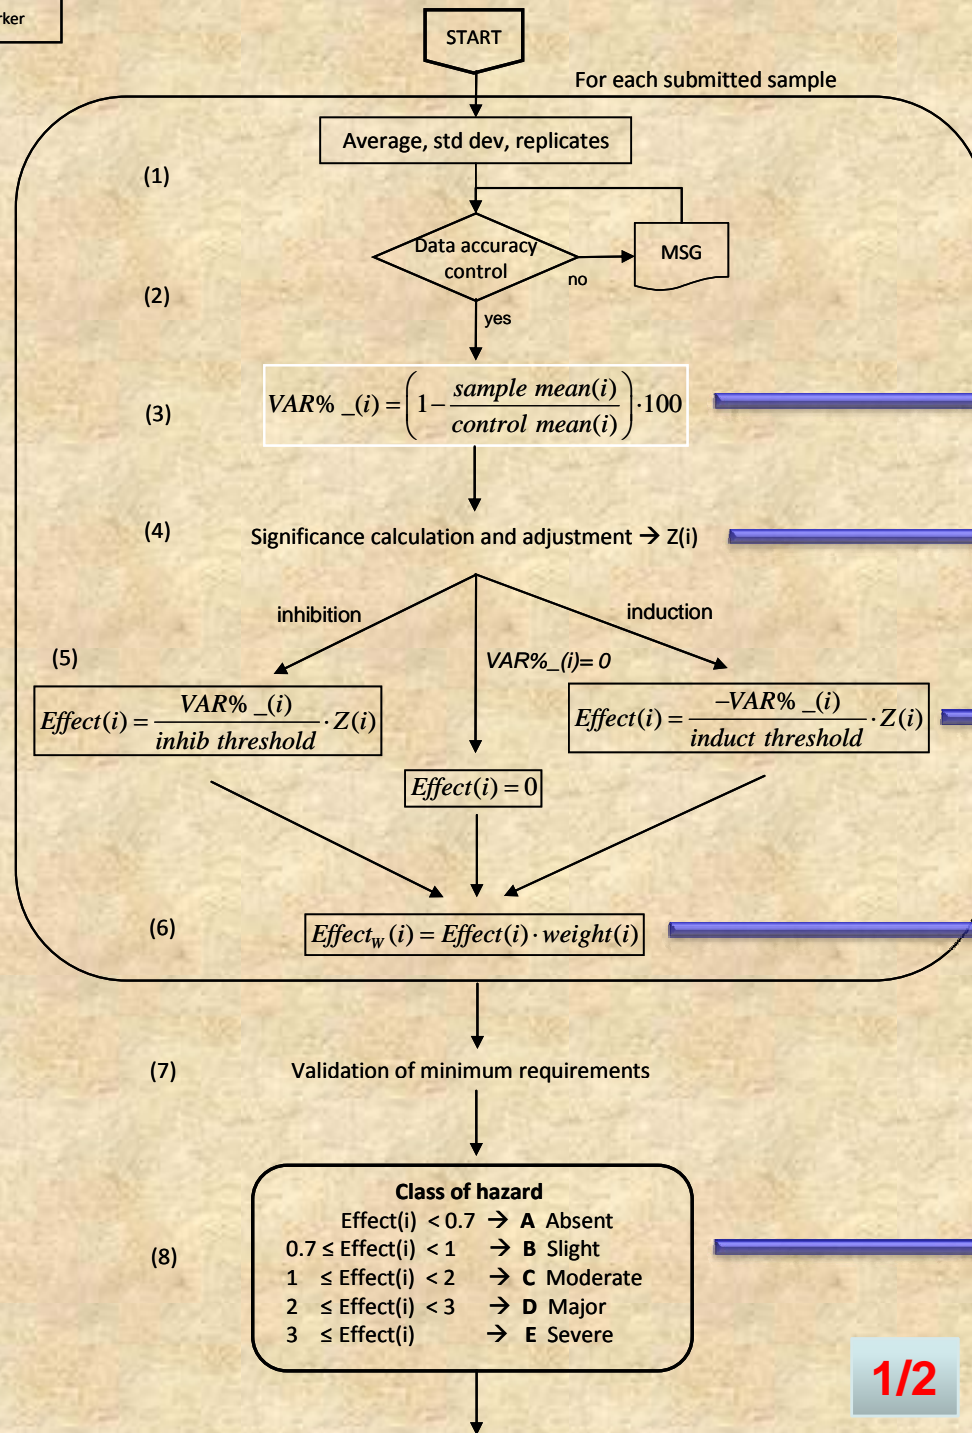 START
For each submitted sample
Average, std dev, replicates
(1)
Data accuracy
control
MSG
no
(2)
yes
(3)
VAR% _(i) = (1 − sample mean(i) / control mean(i)) · 100
(4)
Significance calculation and adjustment → Z(i)
inhibition
induction
(5)
VAR%_(i)= 0
Effect(i) = VAR% _(i) / inhib threshold · Z(i)
Effect(i) = −VAR% _(i) / induct threshold · Z(i)
Effect(i) = 0
(6)
Effect_W (i) = Effect(i) · weight(i)
(7)
Validation of minimum requirements
Class of hazard
Effect(i) < 0.7 → A Absent
0.7 ≤ Effect(i) < 1 → B Slight
(8)
1 ≤ Effect(i) < 2 → C Moderate
2 ≤ Effect(i) < 3 → D Major
3 ≤ Effect(i) → E Severe
1/2